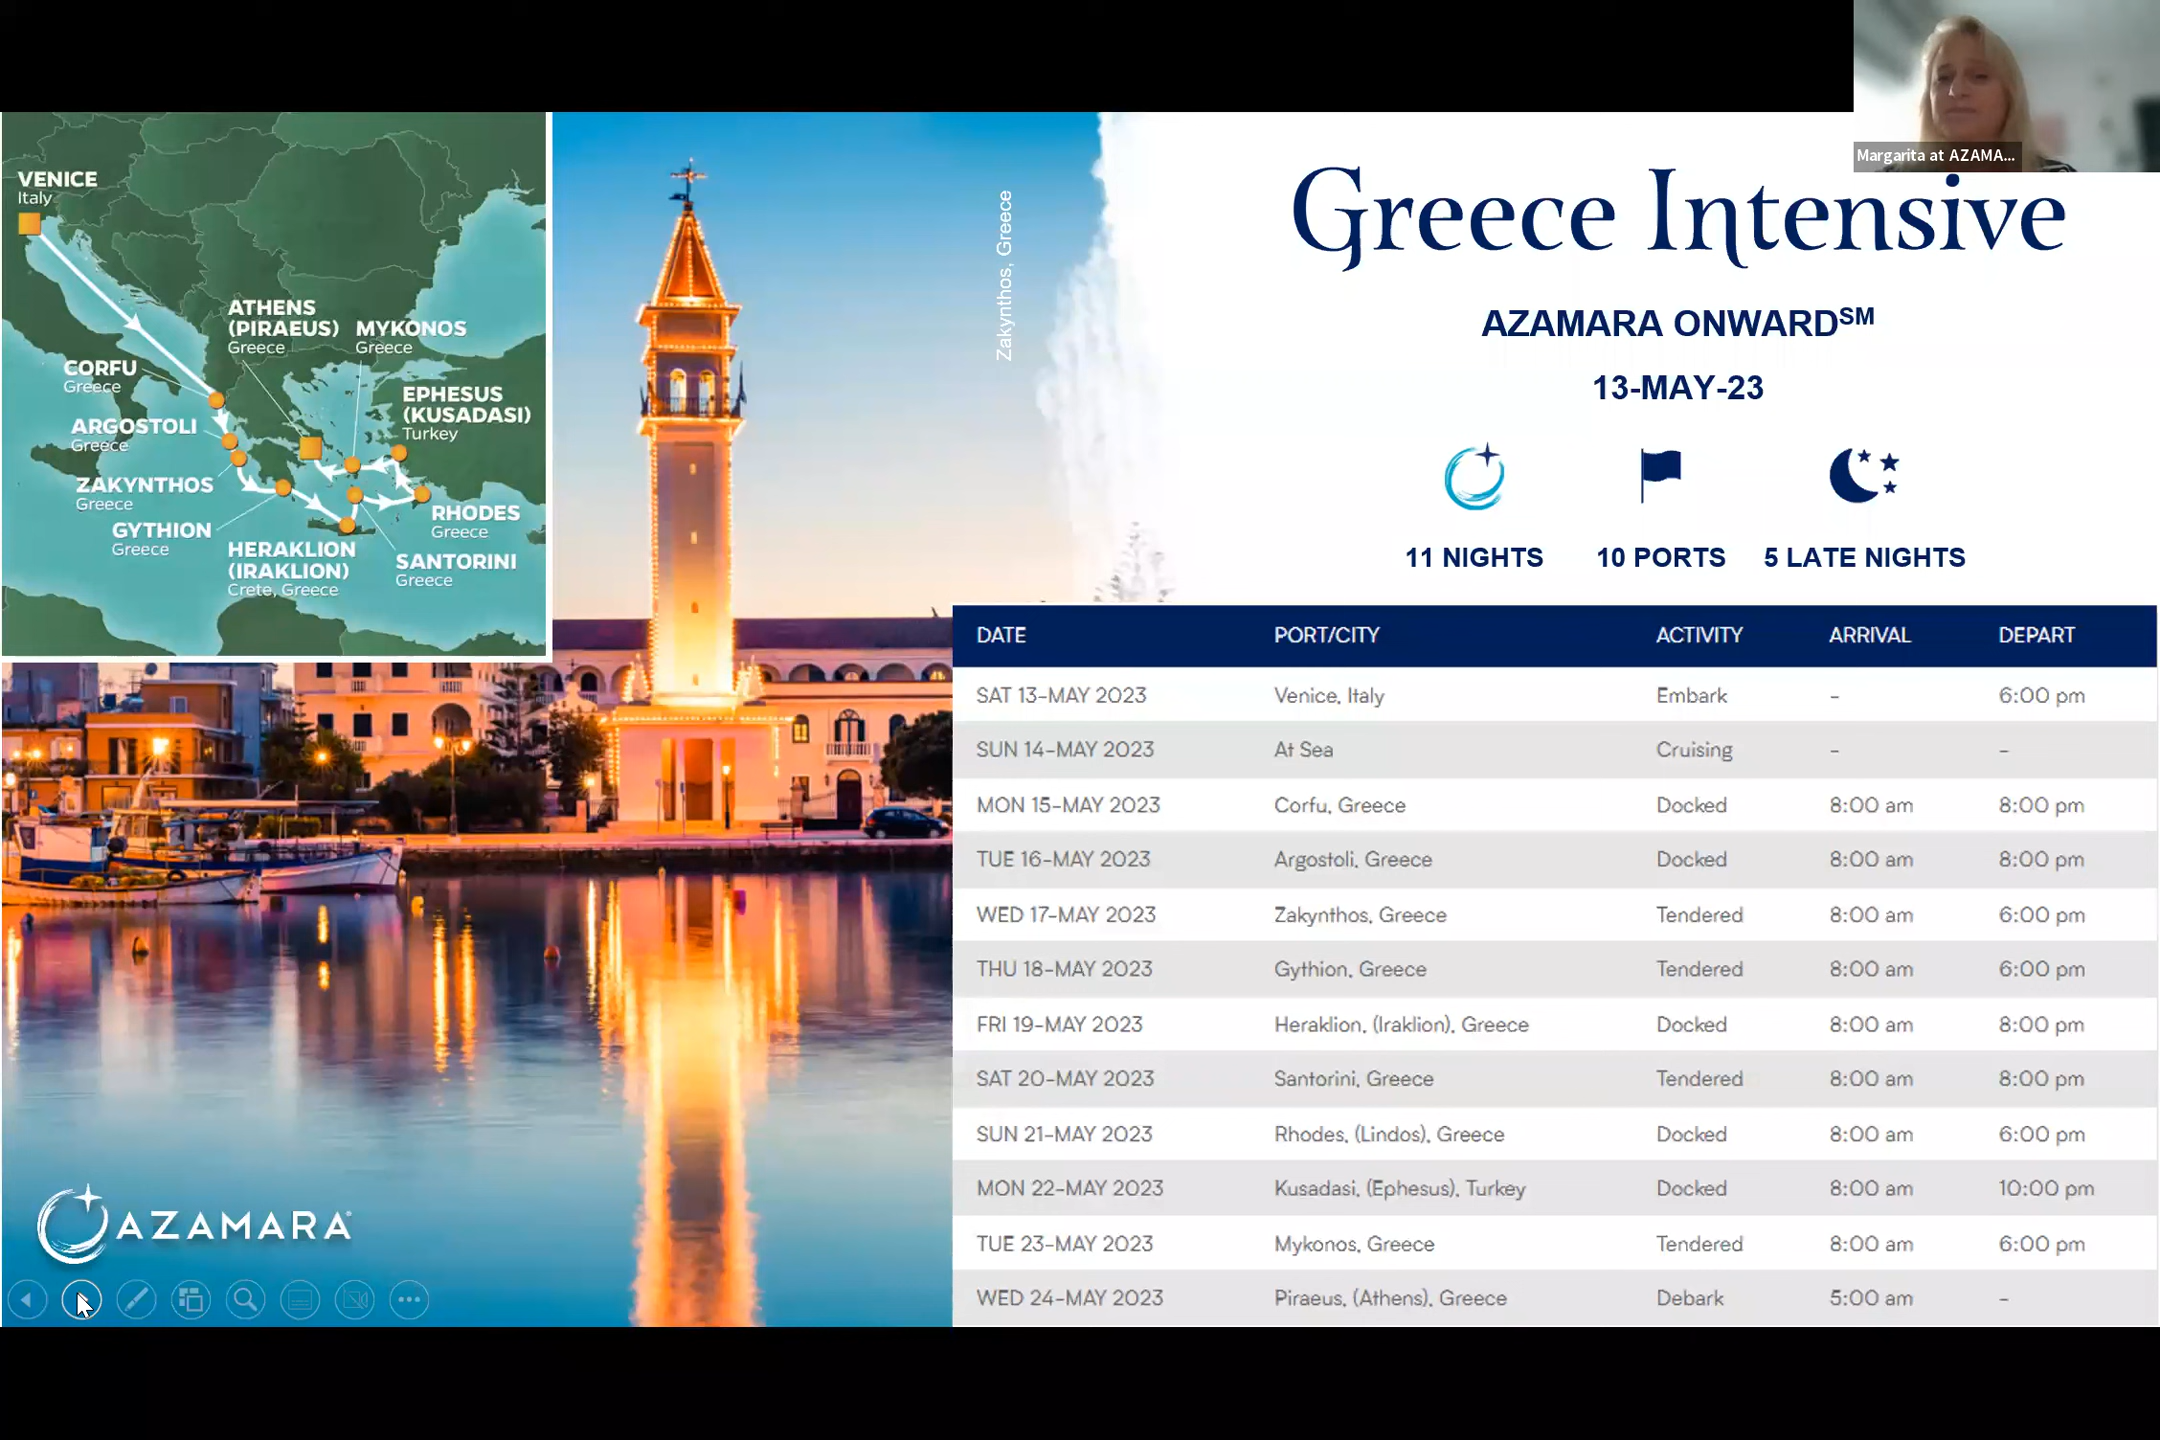 Margarita at AZAMA...
VENICE
Italy
ATHENS
(PIRAEUS)
Greece
MYKONOS
Greece
CORFU
Greece
EPHESUS
(KUSADASI)
Turkey
ARGOSTOLI
Greece
ZAKYNTHOS
Greece
GYTHION
Greece
RHODES
Greece
HERAKLION
(IRAKLION)
Crete, Greece
SANTORINI
Greece
Zakynthos, Greece
Greece Intensive
AZAMARA ONWARD℠
13-MAY-23
11 NIGHTS 10 PORTS 5 LATE NIGHTS
DATE PORT/CITY ACTIVITY ARRIVAL DEPART
SAT 13-MAY 2023 Venice, Italy Embark - 6:00 pm
SUN 14-MAY 2023 At Sea Cruising - -
MON 15-MAY 2023 Corfu, Greece Docked 8:00 am 8:00 pm
TUE 16-MAY 2023 Argostoli, Greece Docked 8:00 am 8:00 pm
WED 17-MAY 2023 Zakynthos, Greece Tendered 8:00 am 6:00 pm
THU 18-MAY 2023 Gythion, Greece Tendered 8:00 am 6:00 pm
FRI 19-MAY 2023 Heraklion, (Iraklion), Greece Docked 8:00 am 8:00 pm
SAT 20-MAY 2023 Santorini, Greece Tendered 8:00 am 8:00 pm
SUN 21-MAY 2023 Rhodes, (Lindos), Greece Docked 8:00 am 6:00 pm
MON 22-MAY 2023 Kusadasi, (Ephesus), Turkey Docked 8:00 am 10:00 pm
TUE 23-MAY 2023 Mykonos, Greece Tendered 8:00 am 6:00 pm
WED 24-MAY 2023 Piraeus, (Athens), Greece Debark 5:00 am -
AZAMARA®